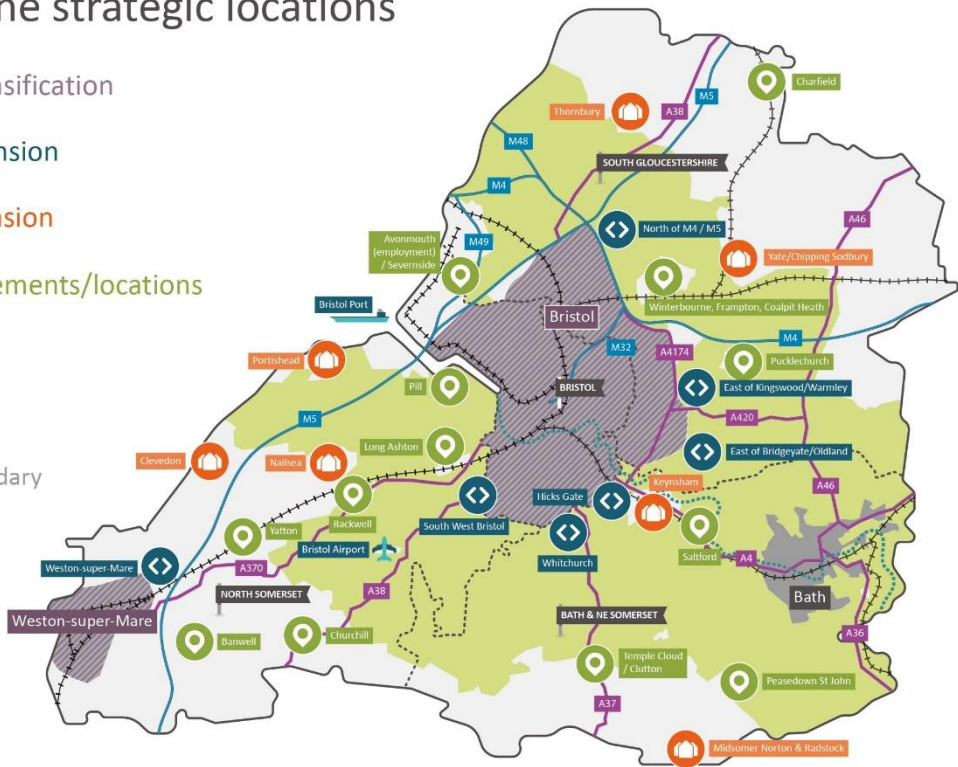 ne strategic locations
nsification
nsion
nsion
ements/locations
dary
Charfield
M5
Thornbury
A38
M48
SOUTH GLOUCESTERSHIRE
M4
A46
North of M4 / M5
Avonmouth
(employment)
/ Severnside
M49
Yate/Chipping Sodbury
Winterbourne, Frampton, Coalpit Heath
Bristol Port
Bristol
M32
A4174
M4
Pucklechurch
Portishead
Pill
BRISTOL
East of Kingswood/Warmley
M5
A420
Long Ashton
East of Bridgeyate/Oldland
Clevedon
Nailsea
Keynsham
A46
Hicks Gate
Backwell
South West Bristol
Yatton
Saltford
Bristol Airport
Whitchurch
A4
Weston-super-Mare
A370
A38
NORTH SOMERSET
Bath
Weston-super-Mare
BATH & NE SOMERSET
Banwell
Churchill
A36
Temple Cloud
/ Clutton
Peasedown St John
A37
Midsomer Norton & Radstock